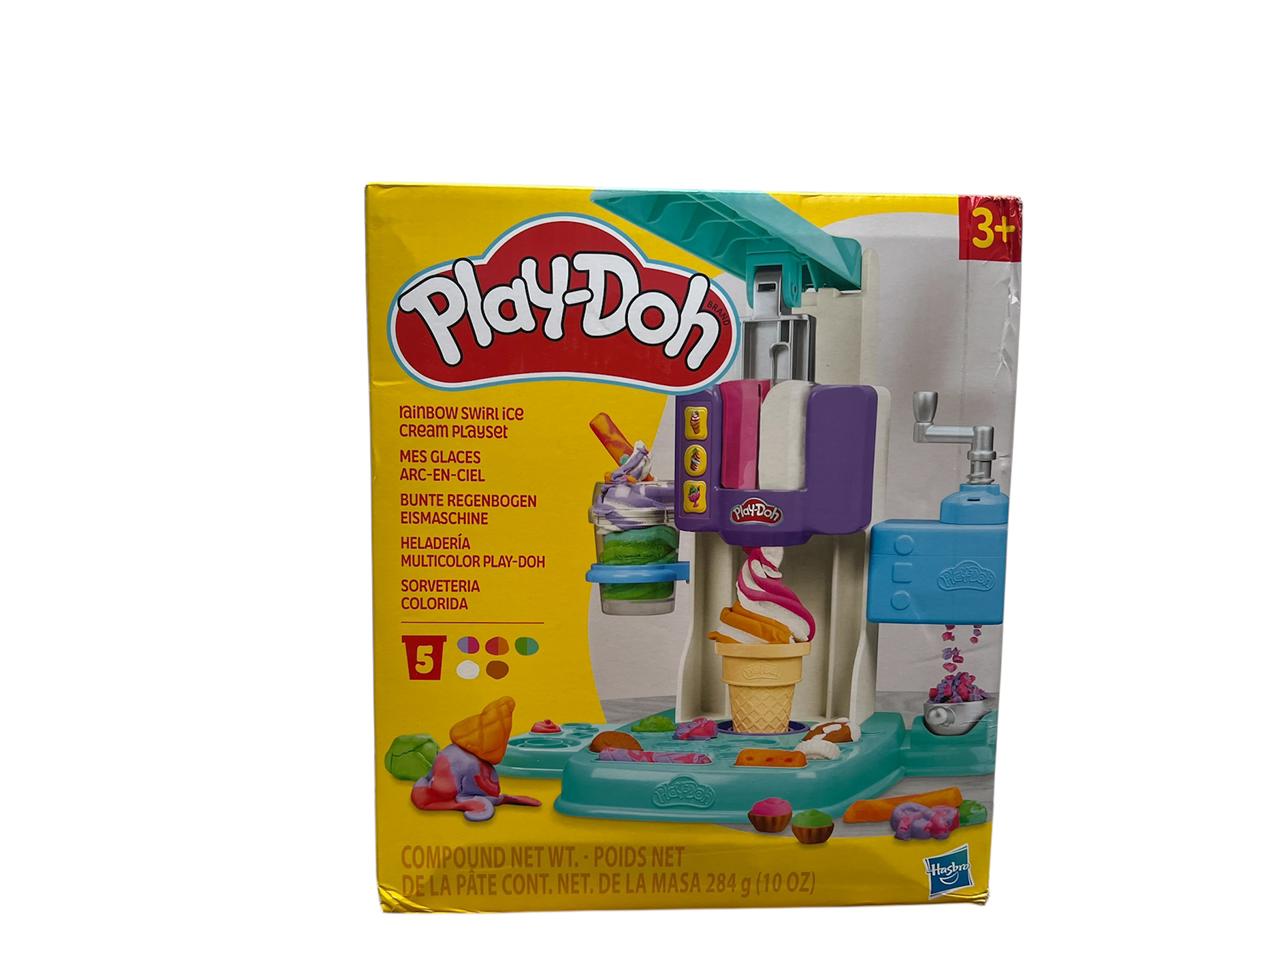 3+
Play-Doh
BRAND
rainbow swirl ice
cream playset
MES GLACES
ARC-EN-CIEL
BUNTE REGENBOGEN
EISMASCHINE
HELADERÍA
MULTICOLOR PLAY-DOH
SORVETERIA
COLORIDA
5
Play-Doh
Play-Doh
Play-Doh
COMPOUND NET WT. · POIDS NET
DE LA PÂTE CONT. NET. DE LA MASA 284 g (10 OZ)
Hasbro